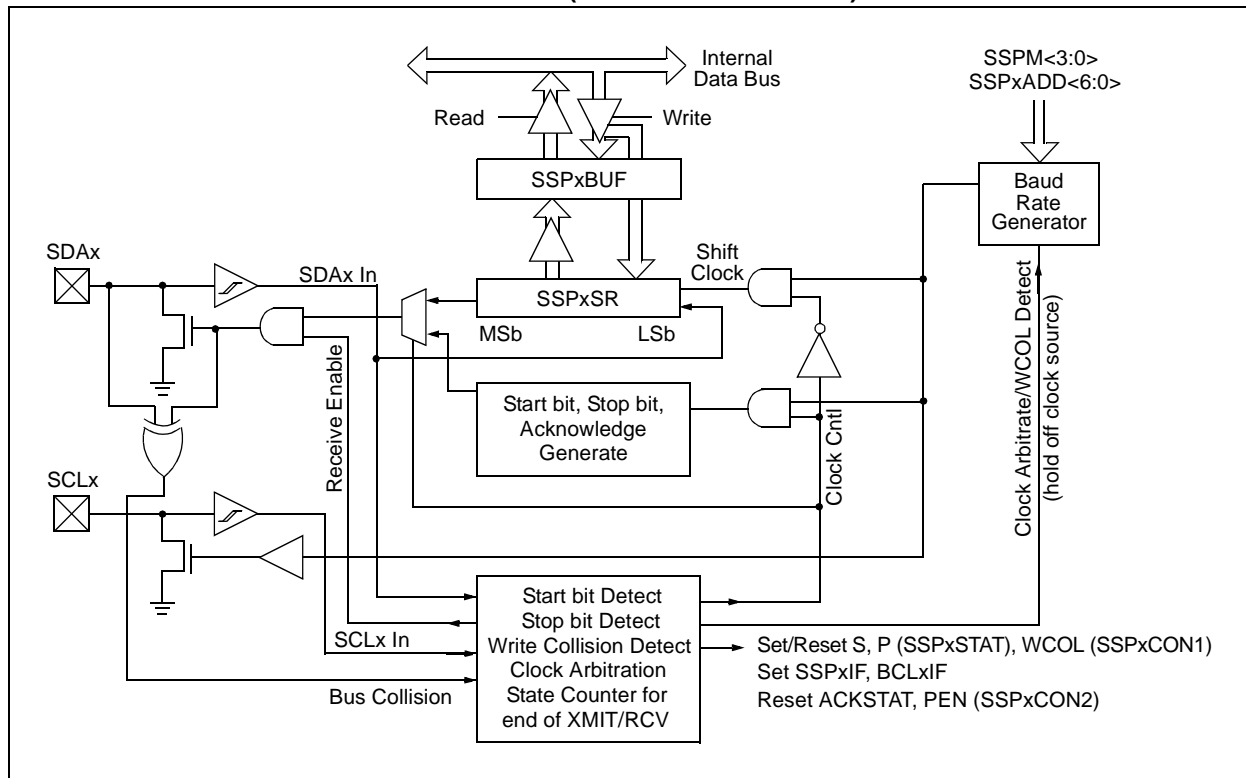 Internal
Data Bus
SSPM<3:0>
SSPxADD<6:0>
Read
Write
SSPxBUF
Baud
Rate
Generator
SDAx
SDAx In
Shift
Clock
SSPxSR
MSb
LSb
Receive Enable
Start bit, Stop bit,
Acknowledge
Generate
Clock Cntl
Clock Arbitrate/WCOL Detect
(hold off clock source)
SCLx
SCLx In
Bus Collision
Start bit Detect
Stop bit Detect
Write Collision Detect
Clock Arbitration
State Counter for
end of XMIT/RCV
Set/Reset S, P (SSPxSTAT), WCOL (SSPxCON1)
Set SSPxIF, BCLxIF
Reset ACKSTAT, PEN (SSPxCON2)